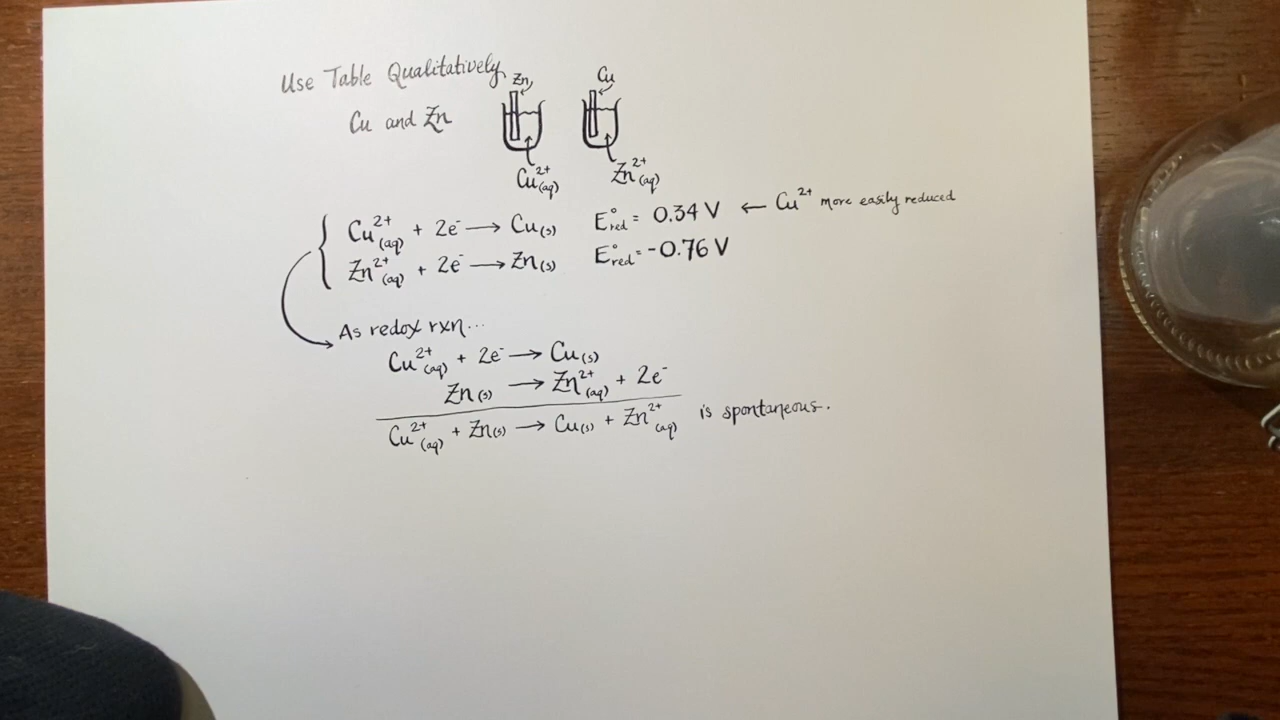 Use Table Qualitatively
Cu and Zn
Zn
Cu²⁺(aq)
Cu
Zn²⁺(aq)
Cu²⁺(aq) + 2e⁻ → Cu(s) E°red = 0.34 V ← Cu²⁺ more easily reduced
Zn²⁺(aq) + 2e⁻ → Zn(s) E°red = -0.76 V
As redox rxn...
Cu²⁺(aq) + 2e⁻ → Cu(s)
Zn(s) → Zn²⁺(aq) + 2e⁻
Cu²⁺(aq) + Zn(s) → Cu(s) + Zn²⁺(aq) is spontaneous.